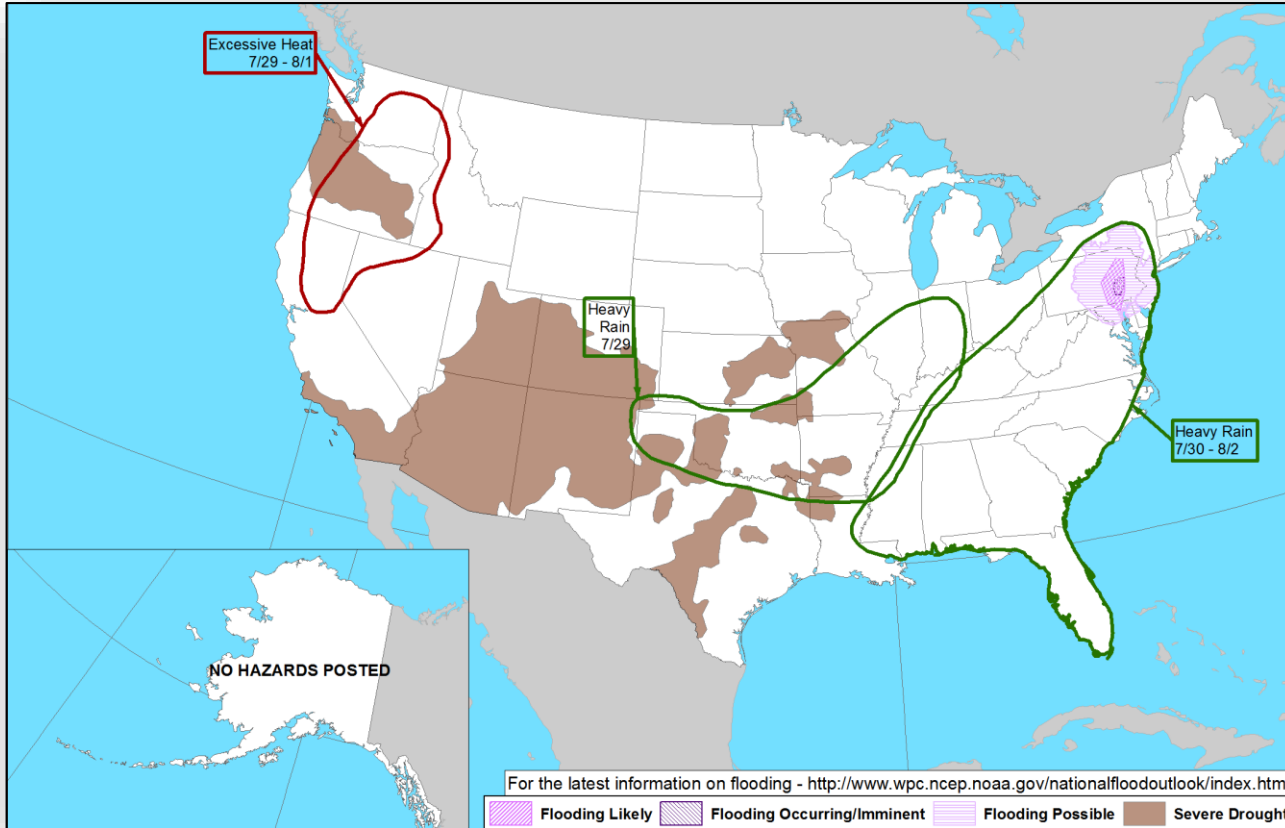 Excessive Heat
7/29 - 8/1
Heavy
Rain
7/29
Heavy Rain
7/30 - 8/2
NO HAZARDS POSTED
For the latest information on flooding - http://www.wpc.ncep.noaa.gov/nationalfloodoutlook/index.htm
Flooding Likely Flooding Occurring/Imminent Flooding Possible Severe Drough